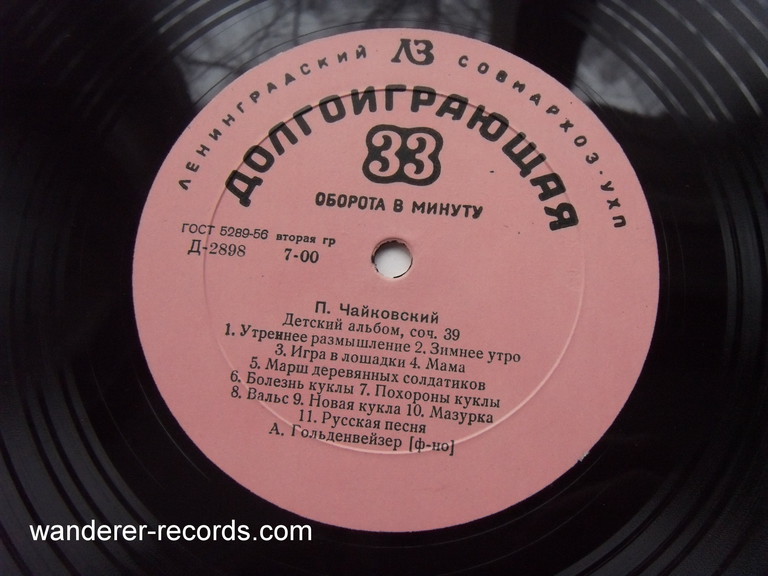 ЛЕНИНГРАДСКИЙ ЛЗ СОВНАРХОЗ·УХП
ДОЛГОИГРАЮЩАЯ
33
ОБОРОТА В МИНУТУ
ГОСТ 5289-56 вторая гр
Д-2898 7-00
П. Чайковский
Детский альбом, соч. 39
1. Утреннее размышление 2. Зимнее утро
3. Игра в лошадки 4. Мама
5. Марш деревянных солдатиков
6. Болезнь куклы 7. Похороны куклы
8. Вальс 9. Новая кукла 10. Мазурка
11. Русская песня
А. Гольденвейзер [ф-но]
wanderer-records.com